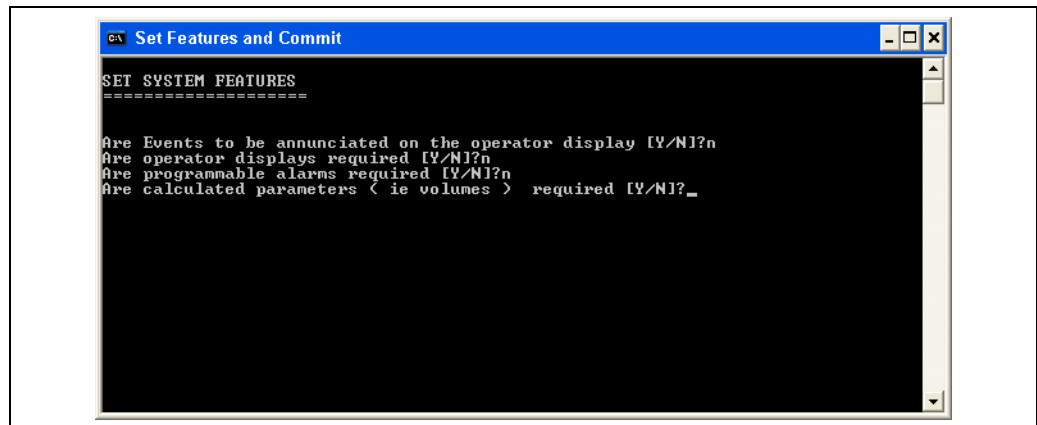 Set Features and Commit
SET SYSTEM FEATURES
====================
Are Events to be annunciated on the operator display [Y/N]?n
Are operator displays required [Y/N]?n
Are programmable alarms required [Y/N]?n
Are calculated parameters ( ie volumes )  required [Y/N]?_